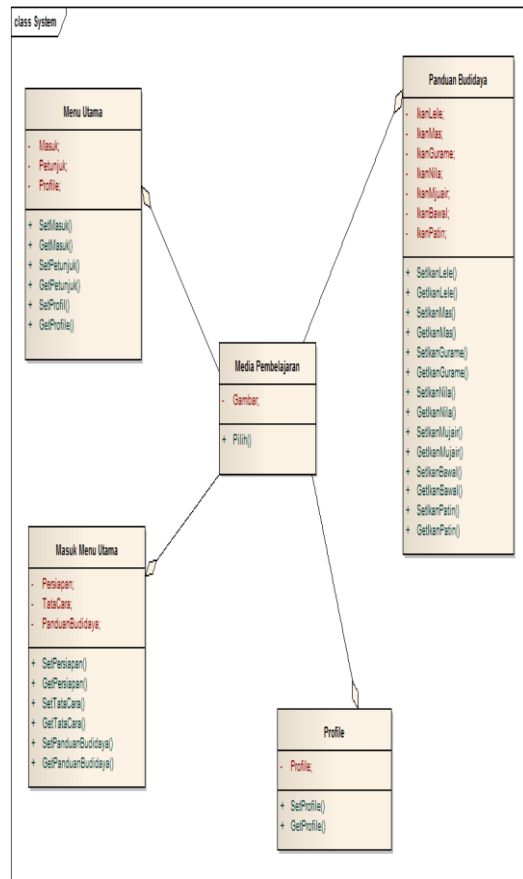 class System
Menu Utama
- Masuk;
- Petunjuk;
- Profile;
+ SetMasuk()
+ GetMasuk()
+ SetPetunjuk()
+ GetPetunjuk()
+ SetProfil()
+ GetProfile()
Panduan Budidaya
- IkanLele;
- IkanMas;
- IkanGurame;
- IkanNila;
- IkanMjuair;
- IkanBawal;
- IkanPatin;
+ SetIkanLele()
+ GetIkanLele()
+ SetIkanMas()
+ GetIkanMas()
+ SetIkanGurame()
+ GetIkanGurame()
+ SetIkanNila()
+ GetIkanNila()
+ SetIkanMujair()
+ GetIkanMujair()
+ SetIkanBawal()
+ GetIkanBawal()
+ SetIkanPatin()
+ GetIkanPatin()
Media Pembelajaran
- Gambar;
+ Pilih()
Masuk Menu Utama
- Persiapan;
- TataCara;
- PanduanBudidaya;
+ SetPersiapan()
+ GetPersiapan()
+ SetTataCara()
+ GetTataCara()
+ SetPanduanBudidaya()
+ GetPanduanBudidaya()
Profile
- Profile;
+ SetProfile()
+ GetProfile()